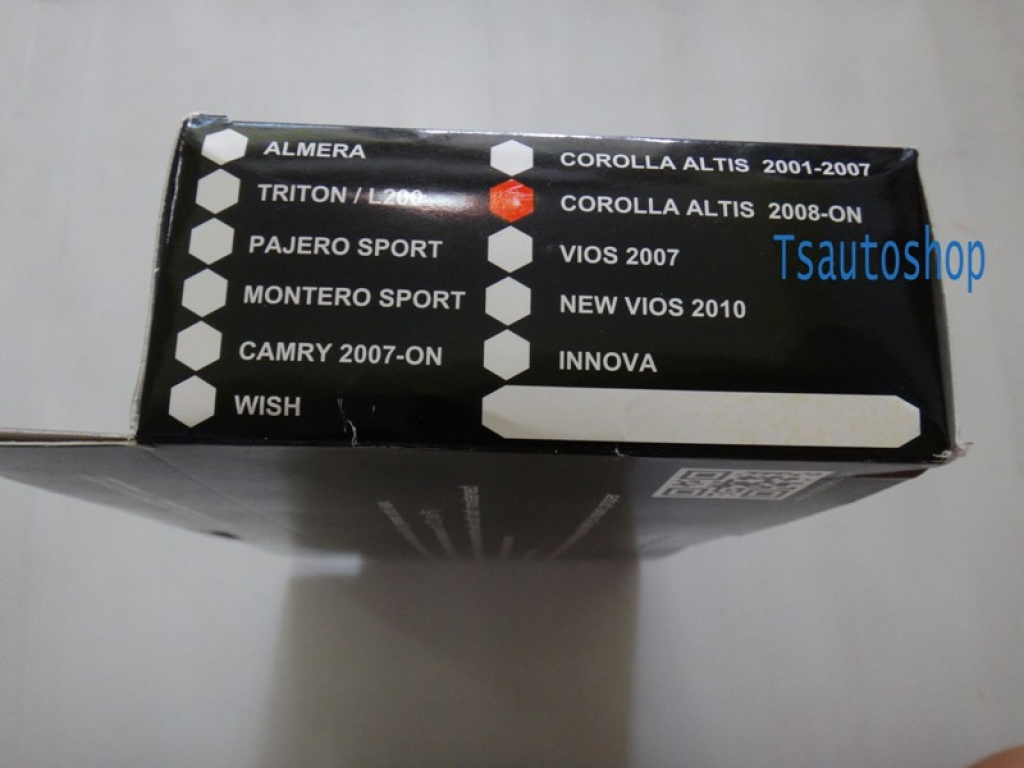 ALMERA
TRITON / L200
PAJERO SPORT
MONTERO SPORT
CAMRY 2007-ON
WISH
COROLLA ALTIS 2001-2007
COROLLA ALTIS 2008-ON
VIOS 2007
NEW VIOS 2010
INNOVA
Tsautoshop